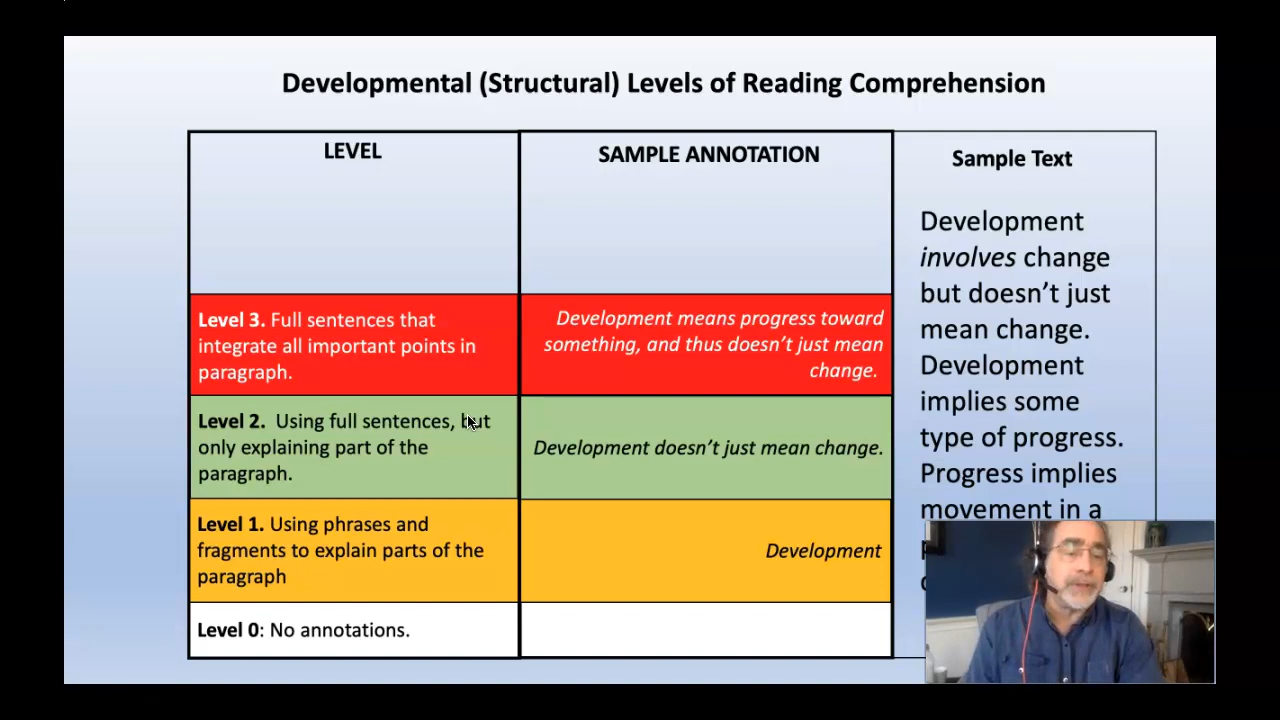 Developmental (Structural) Levels of Reading Comprehension
LEVEL
SAMPLE ANNOTATION
Sample Text
Level 3. Full sentences that
integrate all important points in
paragraph.
Development means progress toward
something, and thus doesn't just mean
change.
Level 2. Using full sentences, but
only explaining part of the
paragraph.
Development doesn't just mean change.
Level 1. Using phrases and
fragments to explain parts of the
paragraph
Development
Level 0: No annotations.
Development
involves change
but doesn't just
mean change.
Development
implies some
type of progress.
Progress implies
movement in a